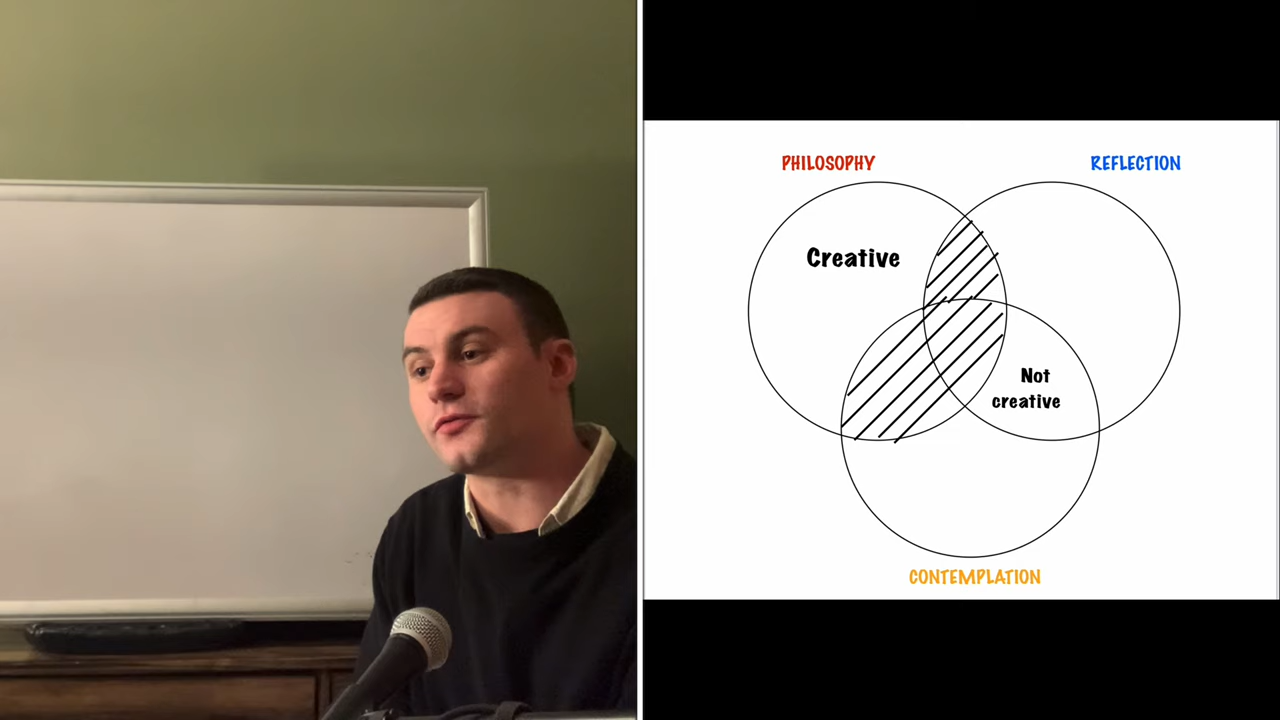 PHILOSOPHY
REFLECTION
Creative
Not
creative
CONTEMPLATION